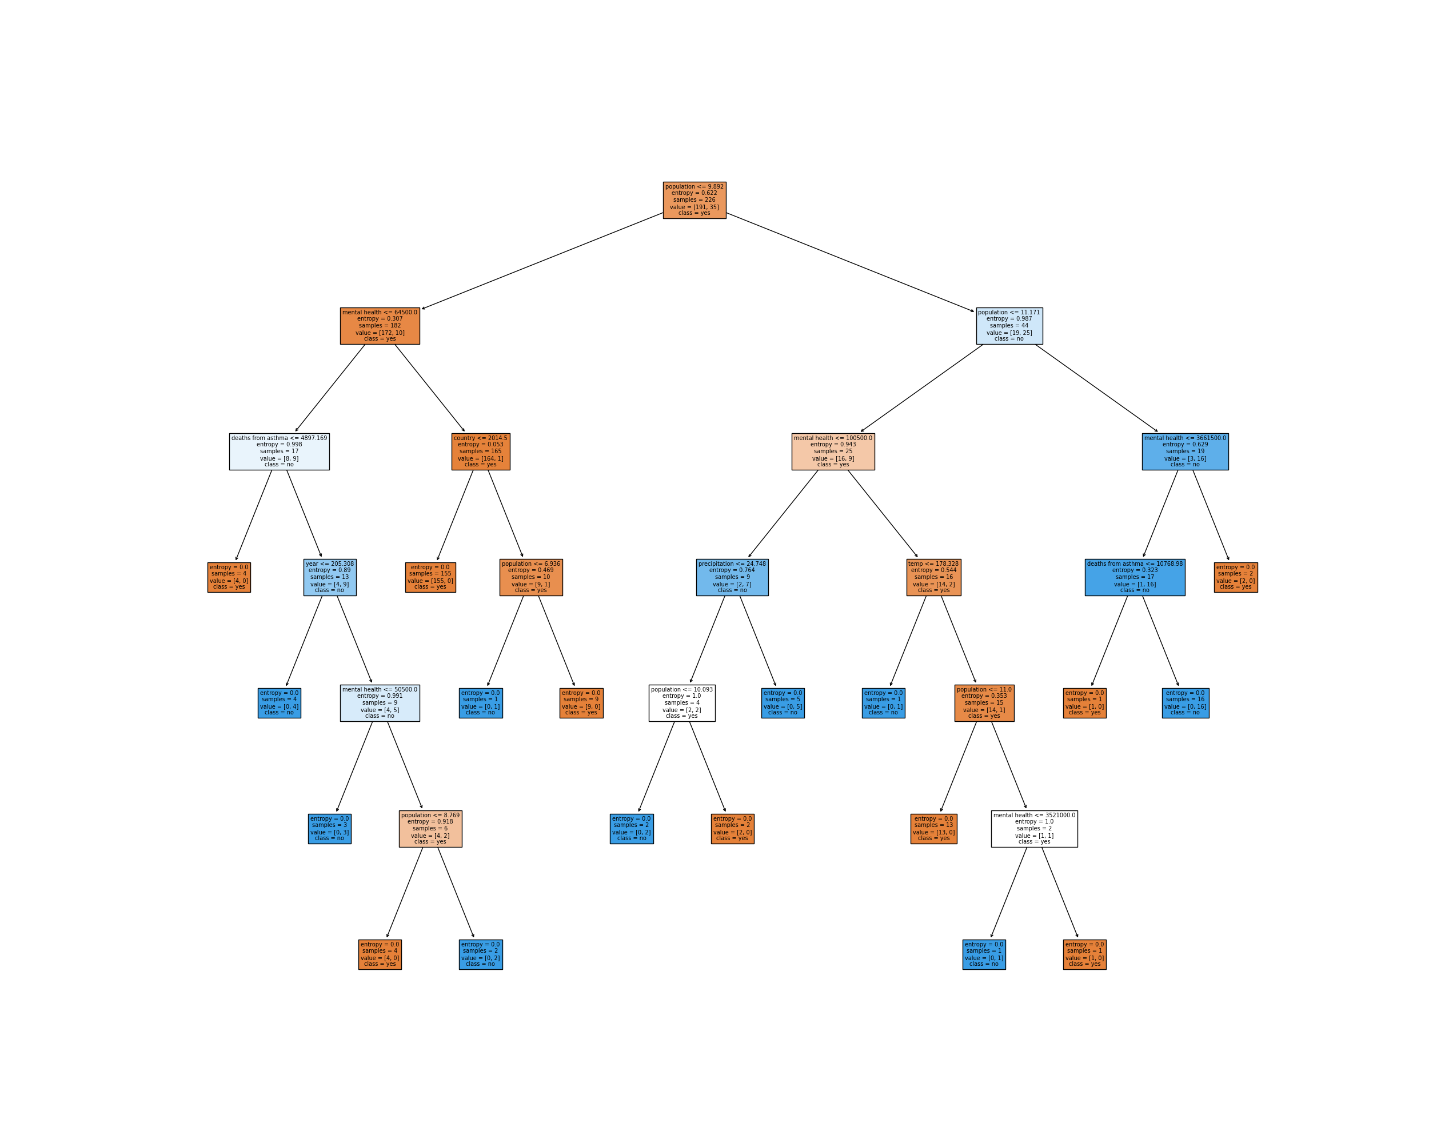 population <= 9.892
entropy = 0.622
samples = 226
value = [191, 35]
class = yes
mental health <= 64500.0
entropy = 0.307
samples = 182
value = [172, 10]
class = yes
population <= 11.171
entropy = 0.987
samples = 44
value = [19, 25]
class = no
deaths from asthma <= 4897.169
entropy = 0.998
samples = 17
value = [8, 9]
class = no
country <= 2014.5
entropy = 0.053
samples = 165
value = [164, 1]
class = yes
mental health <= 100500.0
entropy = 0.943
samples = 25
value = [16, 9]
class = yes
mental health <= 3661500.0
entropy = 0.629
samples = 19
value = [3, 16]
class = no
entropy = 0.0
samples = 4
value = [4, 0]
class = yes
year <= 205.308
entropy = 0.89
samples = 13
value = [4, 9]
class = no
entropy = 0.0
samples = 155
value = [155, 0]
class = yes
population <= 6.936
entropy = 0.469
samples = 10
value = [9, 1]
class = yes
precipitation <= 24.748
entropy = 0.764
samples = 9
value = [2, 7]
class = no
temp <= 178.328
entropy = 0.544
samples = 16
value = [14, 2]
class = yes
deaths from asthma <= 10768.98
entropy = 0.323
samples = 17
value = [1, 16]
class = no
entropy = 0.0
samples = 2
value = [2, 0]
class = yes
entropy = 0.0
samples = 4
value = [0, 4]
class = no
mental health <= 50500.0
entropy = 0.991
samples = 9
value = [4, 5]
class = no
entropy = 0.0
samples = 1
value = [0, 1]
class = no
entropy = 0.0
samples = 9
value = [9, 0]
class = yes
population <= 10.093
entropy = 1.0
samples = 4
value = [2, 2]
class = yes
entropy = 0.0
samples = 5
value = [0, 5]
class = no
entropy = 0.0
samples = 1
value = [0, 1]
class = no
population <= 11.0
entropy = 0.353
samples = 15
value = [14, 1]
class = yes
entropy = 0.0
samples = 1
value = [1, 0]
class = yes
entropy = 0.0
samples = 16
value = [0, 16]
class = no
entropy = 0.0
samples = 3
value = [0, 3]
class = no
population <= 8.769
entropy = 0.918
samples = 6
value = [4, 2]
class = yes
entropy = 0.0
samples = 2
value = [0, 2]
class = no
entropy = 0.0
samples = 2
value = [2, 0]
class = yes
entropy = 0.0
samples = 13
value = [13, 0]
class = yes
mental health <= 3521000.0
entropy = 1.0
samples = 2
value = [1, 1]
class = yes
entropy = 0.0
samples = 4
value = [4, 0]
class = yes
entropy = 0.0
samples = 2
value = [0, 2]
class = no
entropy = 0.0
samples = 1
value = [0, 1]
class = no
entropy = 0.0
samples = 1
value = [1, 0]
class = yes